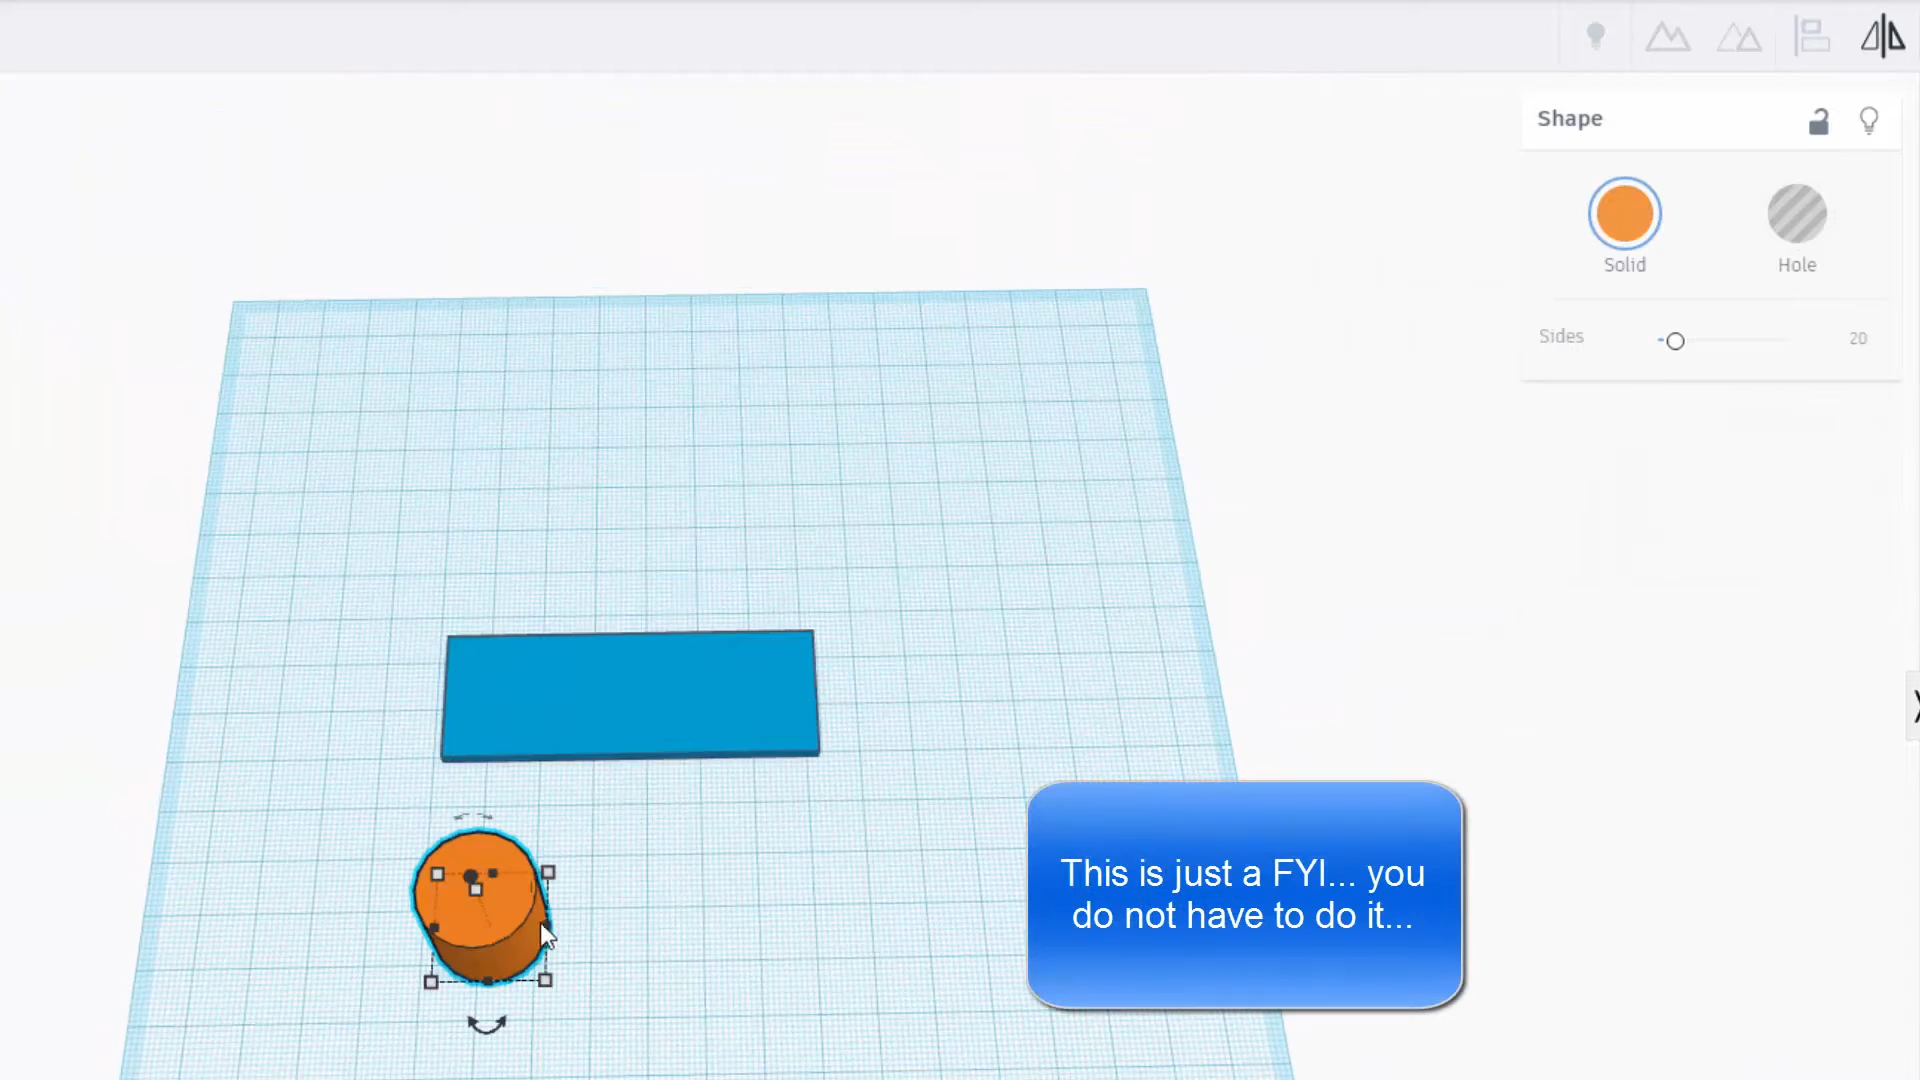 Shape
Solid
Hole
Sides
20
This is just a FYI... you
do not have to do it...